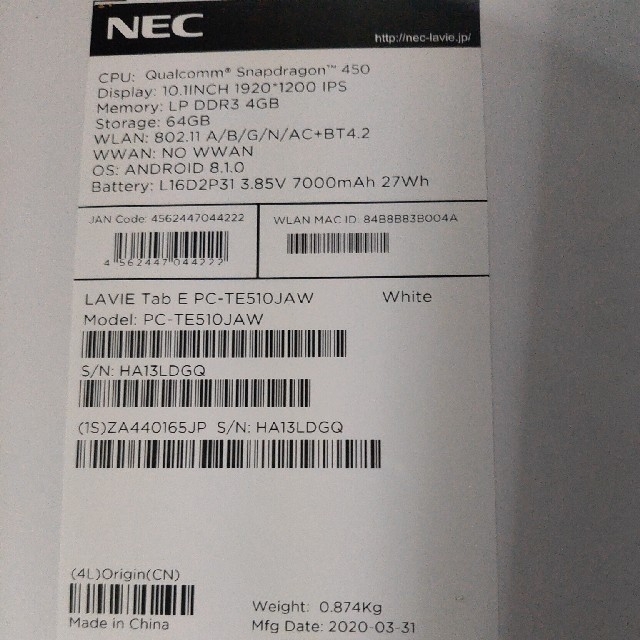 NEC
http://nec-lavie.jp/
CPU: Qualcomm® Snapdragon™ 450
Display: 10.1INCH 1920*1200 IPS
Memory: LP DDR3 4GB
Storage: 64GB
WLAN: 802.11 A/B/G/N/AC+BT4.2
WWAN: NO WWAN
OS: ANDROID 8.1.0
Battery: L16D2P31 3.85V 7000mAh 27Wh
JAN Code: 4562447044222
4 562447 044222
WLAN MAC ID: 84B8B83B004A
LAVIE Tab E PC-TE510JAW White
Model: PC-TE510JAW
S/N: HA13LDGQ
(1S)ZA440165JP S/N: HA13LDGQ
(4L)Origin(CN)
Made in China
Weight: 0.874Kg
Mfg Date: 2020-03-31